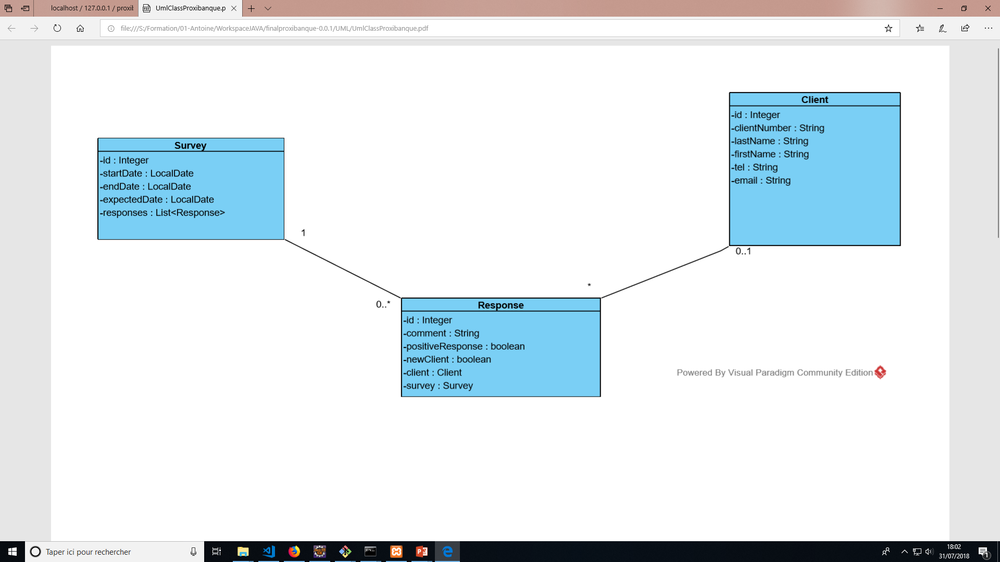 localhost / 127.0.0.1 / proxib
UmlClassProxibanque.p
file:///S:/Formation/01-Antoine/WorkspaceJAVA/finalproxibanque-0.0.1/UML/UmlClassProxibanque.pdf
Client
-id : Integer
-clientNumber : String
-lastName : String
-firstName : String
-tel : String
-email : String
Survey
-id : Integer
-startDate : LocalDate
-endDate : LocalDate
-expectedDate : LocalDate
-responses : List<Response>
1
0..1
*
0..*
Response
-id : Integer
-comment : String
-positiveResponse : boolean
-newClient : boolean
-client : Client
-survey : Survey
Powered By Visual Paradigm Community Edition
Taper ici pour rechercher
18:02
31/07/2018
1